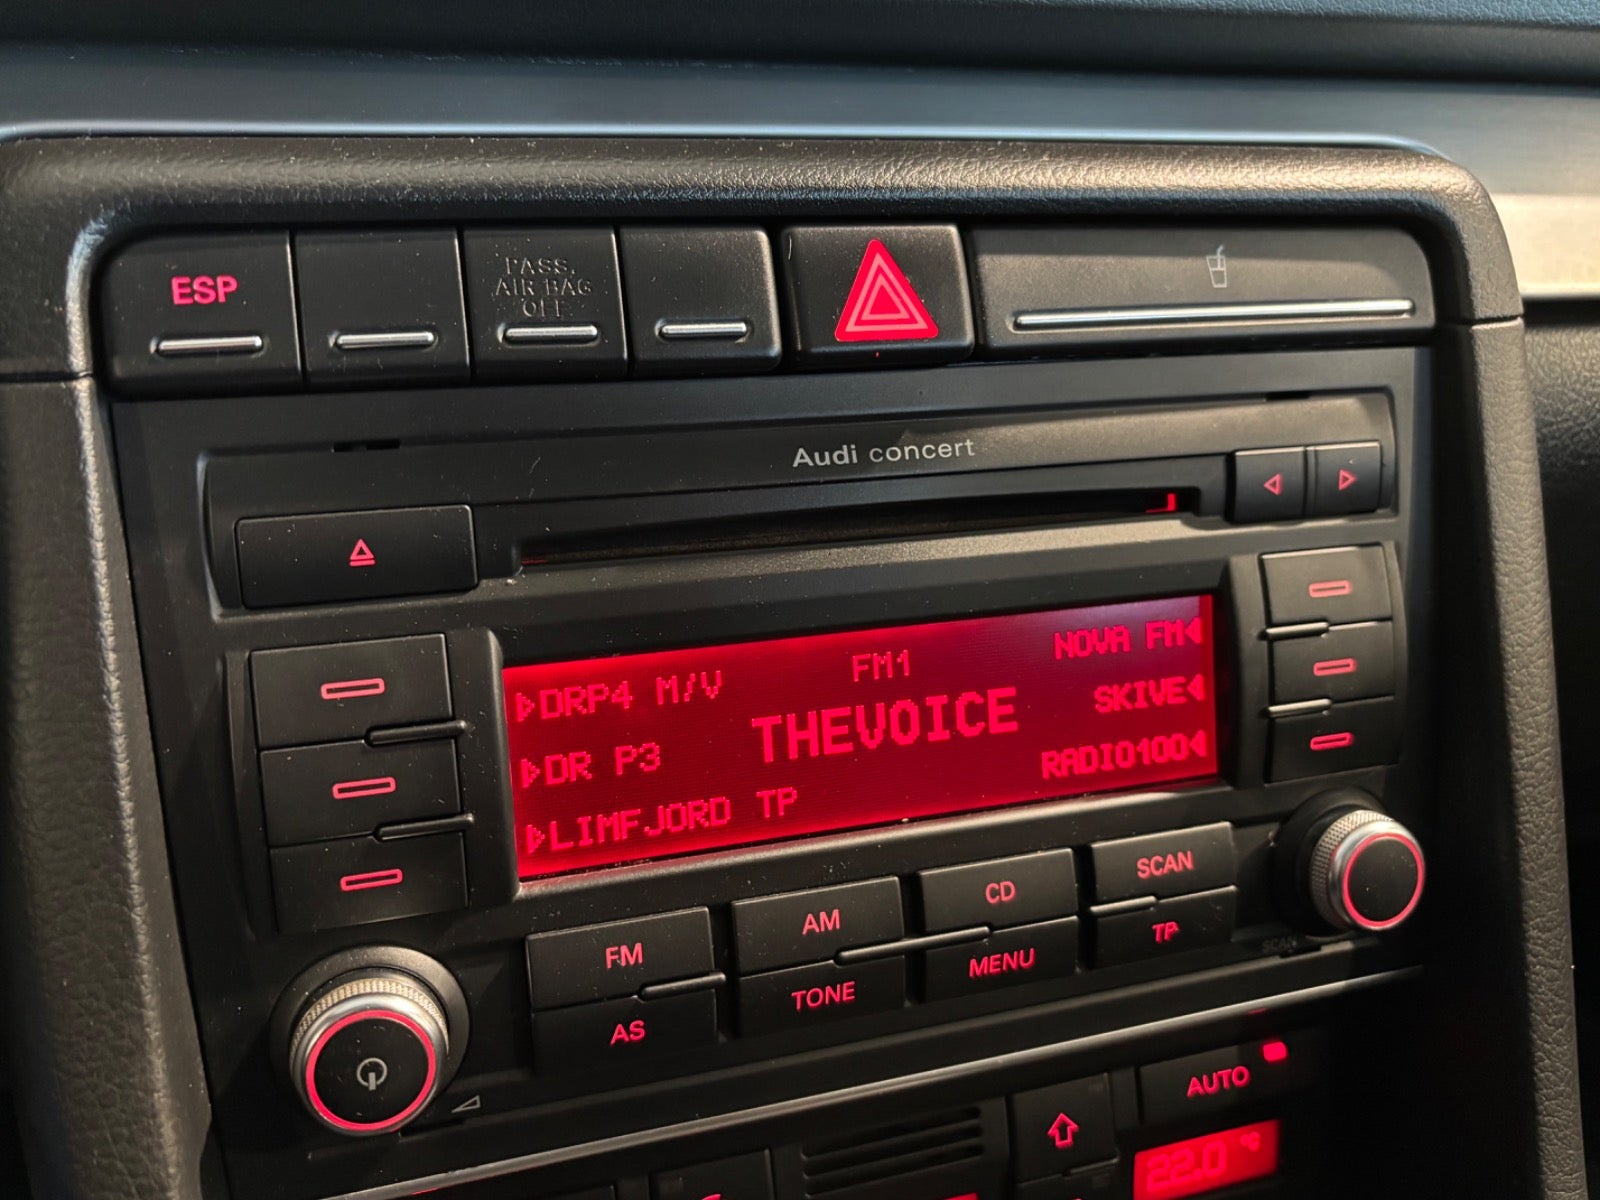 ESP
PASS.
AIR BAG
OFF
Audi concert
DRP4 M/V
FM1
NOVA FM
DR P3
THEVOICE
SKIVE
LIMFJORD TP
RADIO100
FM
AM
CD
SCAN
AS
TONE
MENU
TP
SCAN
AUTO
22.0 °C